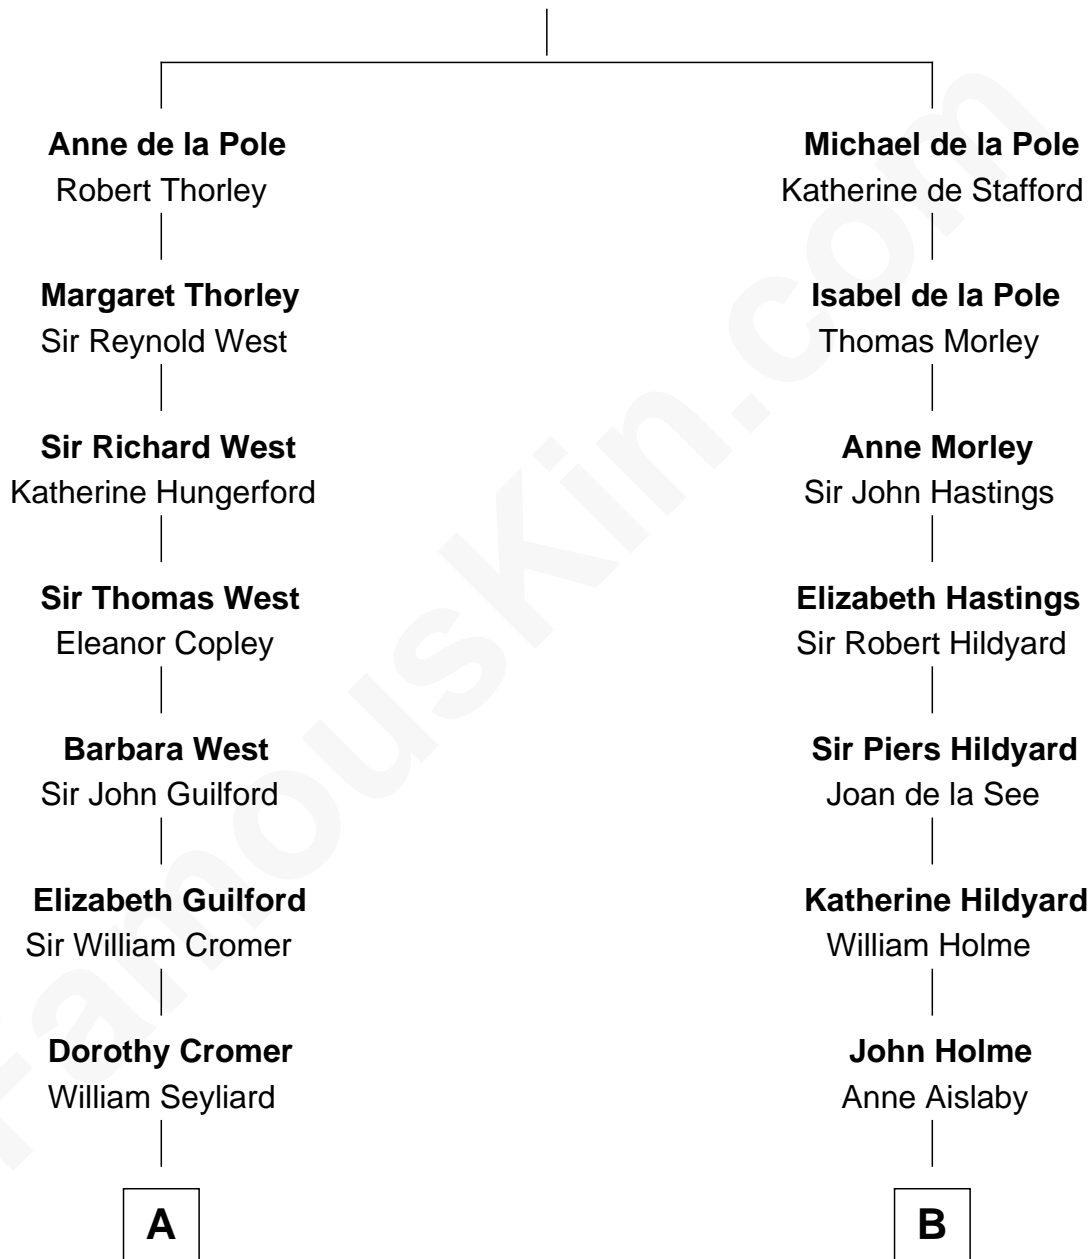 Anne de la Pole
Robert Thorley
Margaret Thorley
Sir Reynold West
Sir Richard West
Katherine Hungerford
Sir Thomas West
Eleanor Copley
Barbara West
Sir John Guilford
Elizabeth Guilford
Sir William Cromer
Dorothy Cromer
William Seyliard
A
Michael de la Pole
Katherine de Stafford
Isabel de la Pole
Thomas Morley
Anne Morley
Sir John Hastings
Elizabeth Hastings
Sir Robert Hildyard
Sir Piers Hildyard
Joan de la See
Katherine Hildyard
William Holme
John Holme
Anne Aislaby
B
FamousKin.com